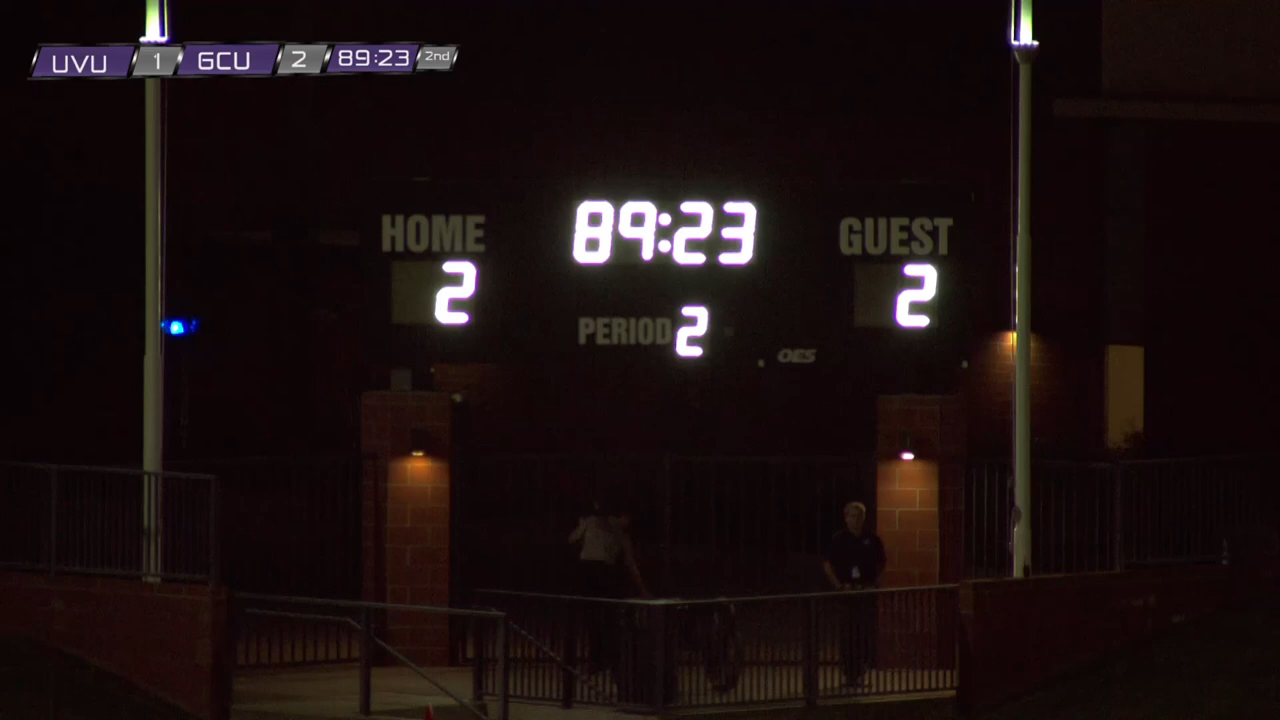 UVU 1 GCU 2 89:23 2nd
HOME 89:23 GUEST
2 2
PERIOD 2
OES